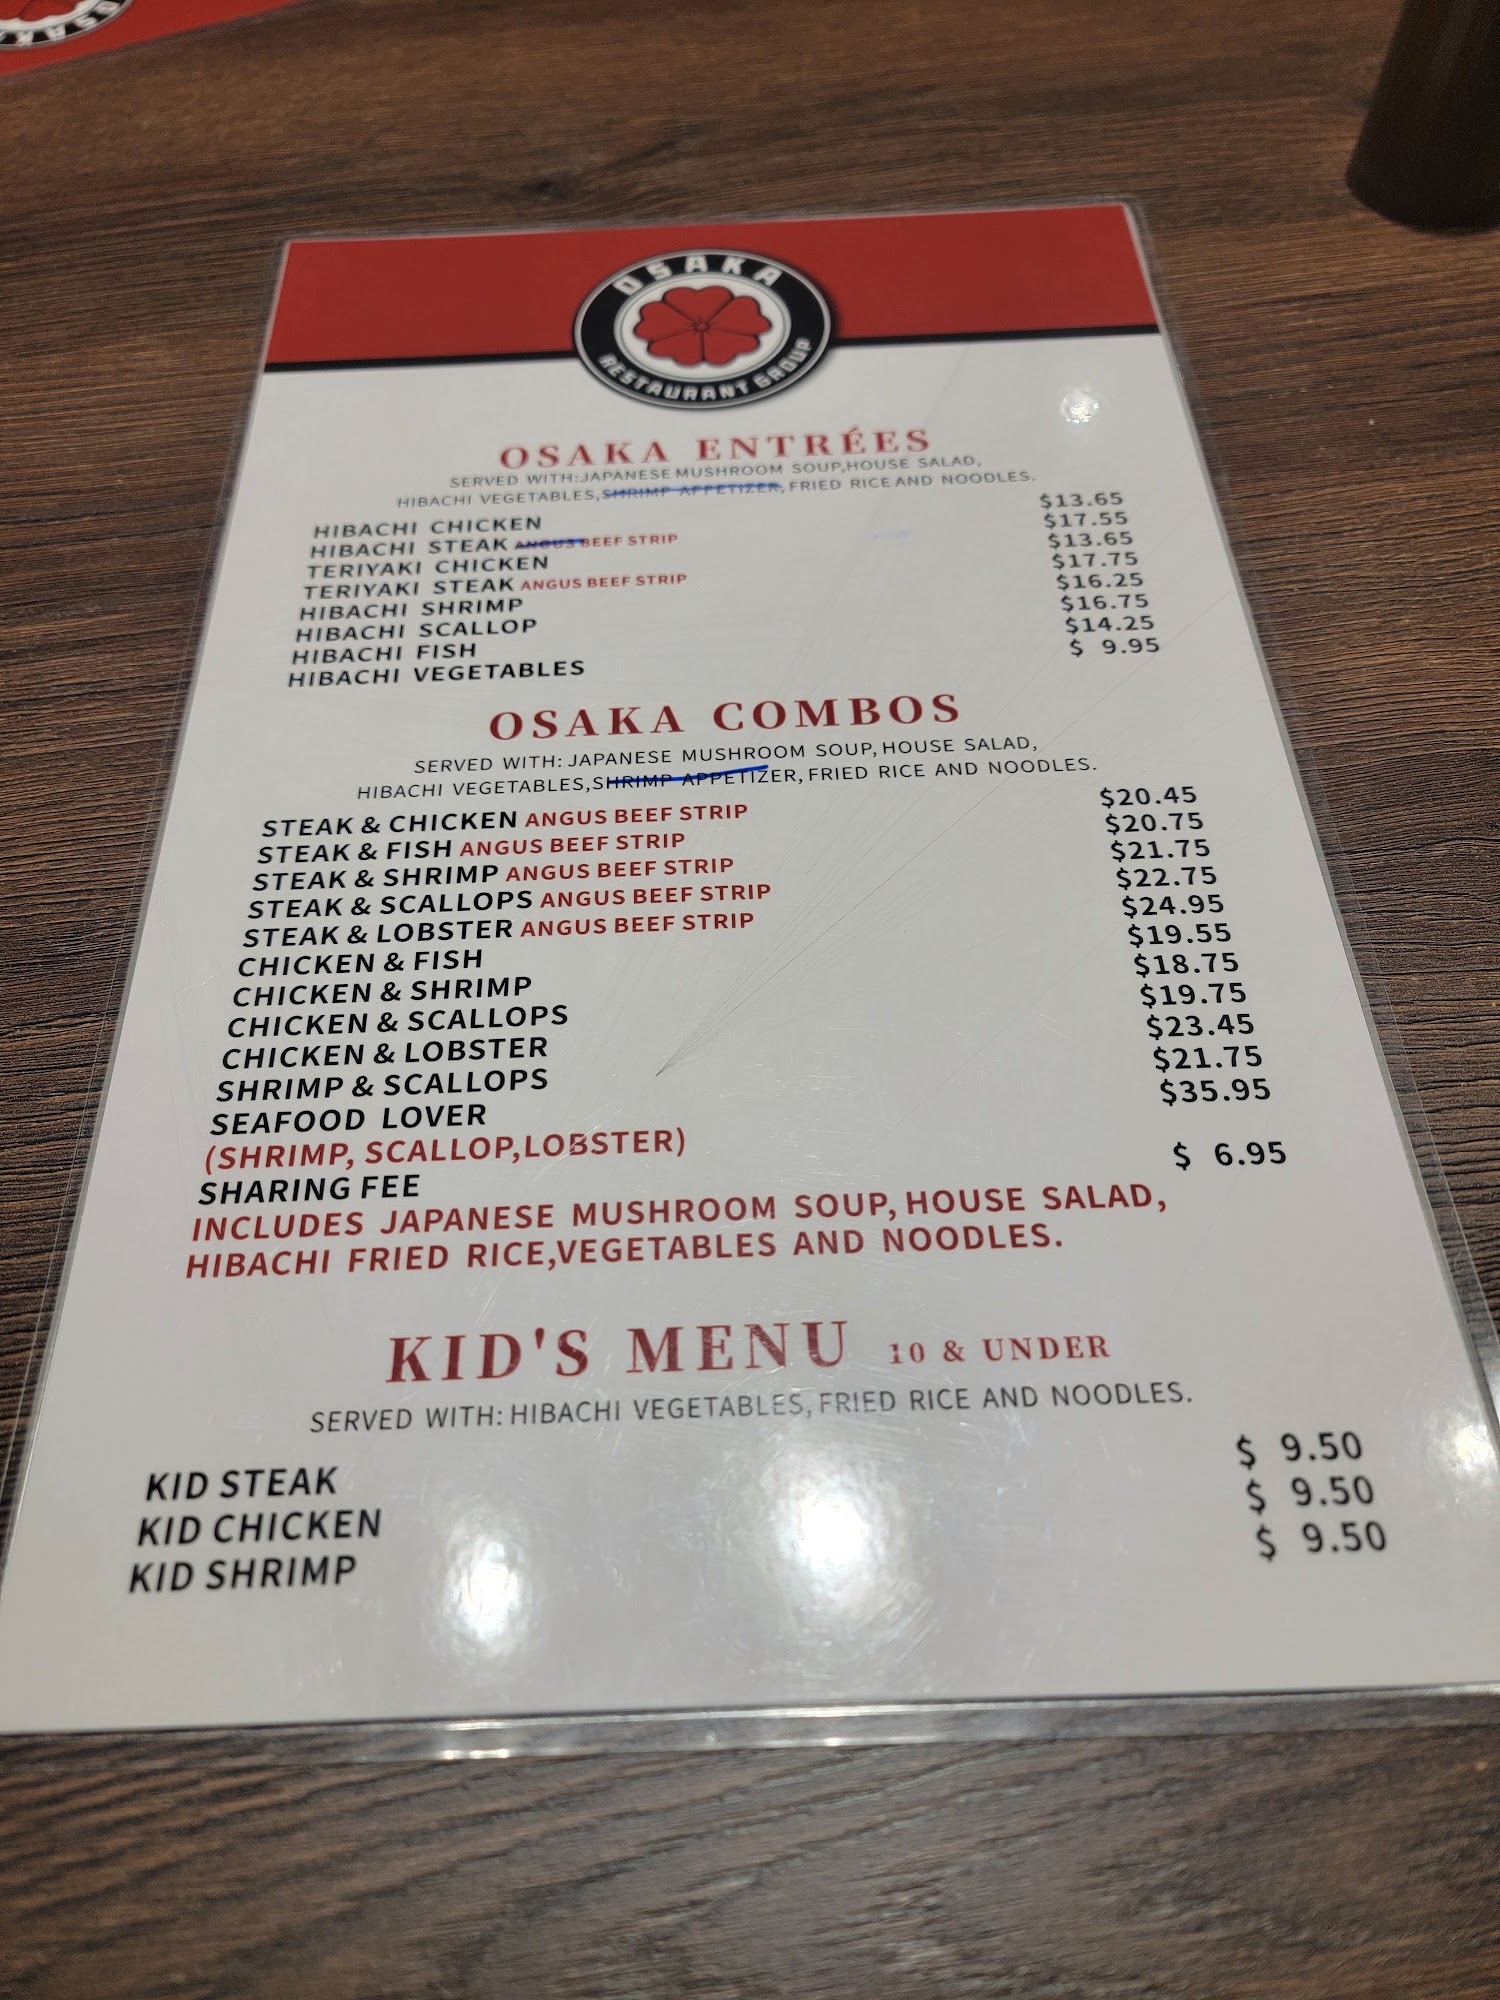 OSAKA
RESTAURANT GROUP
OSAKA ENTRÉES
SERVED WITH:JAPANESE MUSHROOM SOUP,HOUSE SALAD,
HIBACHI VEGETABLES,SHRIMP APPETIZER,FRIED RICE AND NOODLES.
HIBACHI CHICKEN $13.65
HIBACHI STEAK ANGUS BEEF STRIP $17.55
TERIYAKI CHICKEN $13.65
TERIYAKI STEAK ANGUS BEEF STRIP $17.75
HIBACHI SHRIMP $16.25
HIBACHI SCALLOP $16.75
HIBACHI FISH $14.25
HIBACHI VEGETABLES $ 9.95
OSAKA COMBOS
SERVED WITH: JAPANESE MUSHROOM SOUP, HOUSE SALAD,
HIBACHI VEGETABLES,SHRIMP APPETIZER, FRIED RICE AND NOODLES.
STEAK & CHICKEN ANGUS BEEF STRIP $20.45
STEAK & FISH ANGUS BEEF STRIP $20.75
STEAK & SHRIMP ANGUS BEEF STRIP $21.75
STEAK & SCALLOPS ANGUS BEEF STRIP $22.75
STEAK & LOBSTER ANGUS BEEF STRIP $24.95
CHICKEN & FISH $19.55
CHICKEN & SHRIMP $18.75
CHICKEN & SCALLOPS $19.75
CHICKEN & LOBSTER $23.45
SHRIMP & SCALLOPS $21.75
SEAFOOD LOVER $35.95
(SHRIMP, SCALLOP,LOBSTER)
SHARING FEE $ 6.95
INCLUDES JAPANESE MUSHROOM SOUP, HOUSE SALAD,
HIBACHI FRIED RICE,VEGETABLES AND NOODLES.
KID'S MENU 10 & UNDER
SERVED WITH: HIBACHI VEGETABLES, FRIED RICE AND NOODLES.
KID STEAK $ 9.50
KID CHICKEN $ 9.50
KID SHRIMP $ 9.50